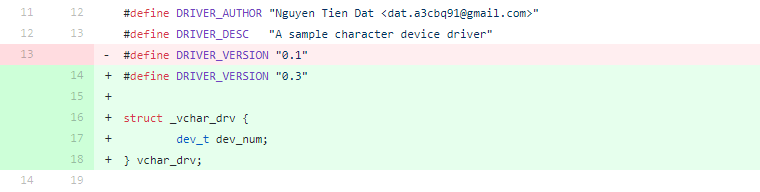 11 12 #define DRIVER_AUTHOR "Nguyen Tien Dat <dat.a3cbq91@gmail.com>"
12 13 #define DRIVER_DESC   "A sample character device driver"
13 - #define DRIVER_VERSION "0.1"
14 + #define DRIVER_VERSION "0.3"
15 +
16 + struct _vchar_drv {
17 +         dev_t dev_num;
18 + } vchar_drv;
14 19